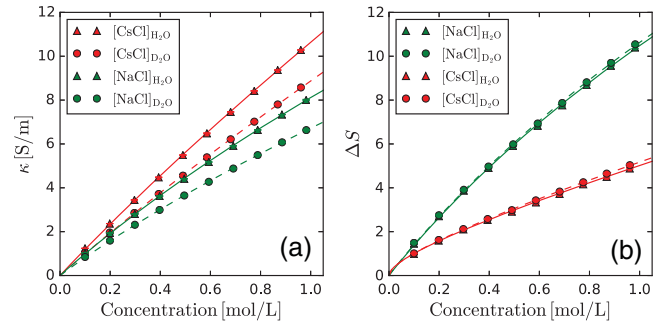 12
10
8
6
4
2
0
κ [S/m]
[CsCl]H₂O
[CsCl]D₂O
[NaCl]H₂O
[NaCl]D₂O
(a)
0.0 0.2 0.4 0.6 0.8 1.0
Concentration [mol/L]
12
10
8
6
4
2
0
ΔS
[NaCl]H₂O
[NaCl]D₂O
[CsCl]H₂O
[CsCl]D₂O
(b)
0.0 0.2 0.4 0.6 0.8 1.0
Concentration [mol/L]